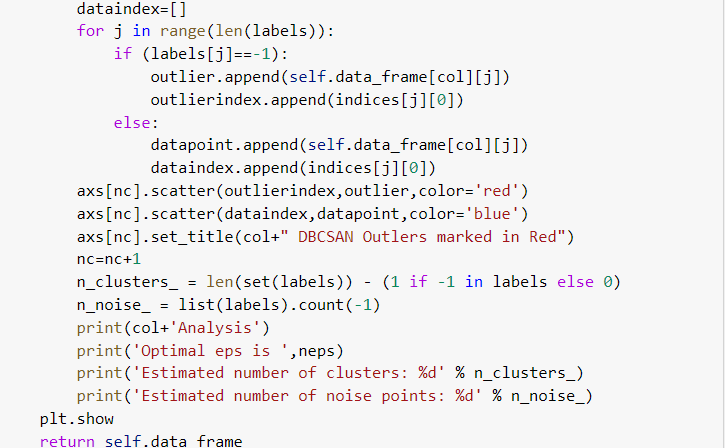 dataindex=[]
for j in range(len(labels)):
if (labels[j]==-1):
outlier.append(self.data_frame[col][j])
outlierindex.append(indices[j][0])
else:
datapoint.append(self.data_frame[col][j])
dataindex.append(indices[j][0])
axs[nc].scatter(outlierindex,outlier,color='red')
axs[nc].scatter(dataindex,datapoint,color='blue')
axs[nc].set_title(col+" DBCSAN Outlers marked in Red")
nc=nc+1
n_clusters_ = len(set(labels)) - (1 if -1 in labels else 0)
n_noise_ = list(labels).count(-1)
print(col+'Analysis')
print('Optimal eps is ',neps)
print('Estimated number of clusters: %d' % n_clusters_)
print('Estimated number of noise points: %d' % n_noise_)
plt.show
return self.data_frame